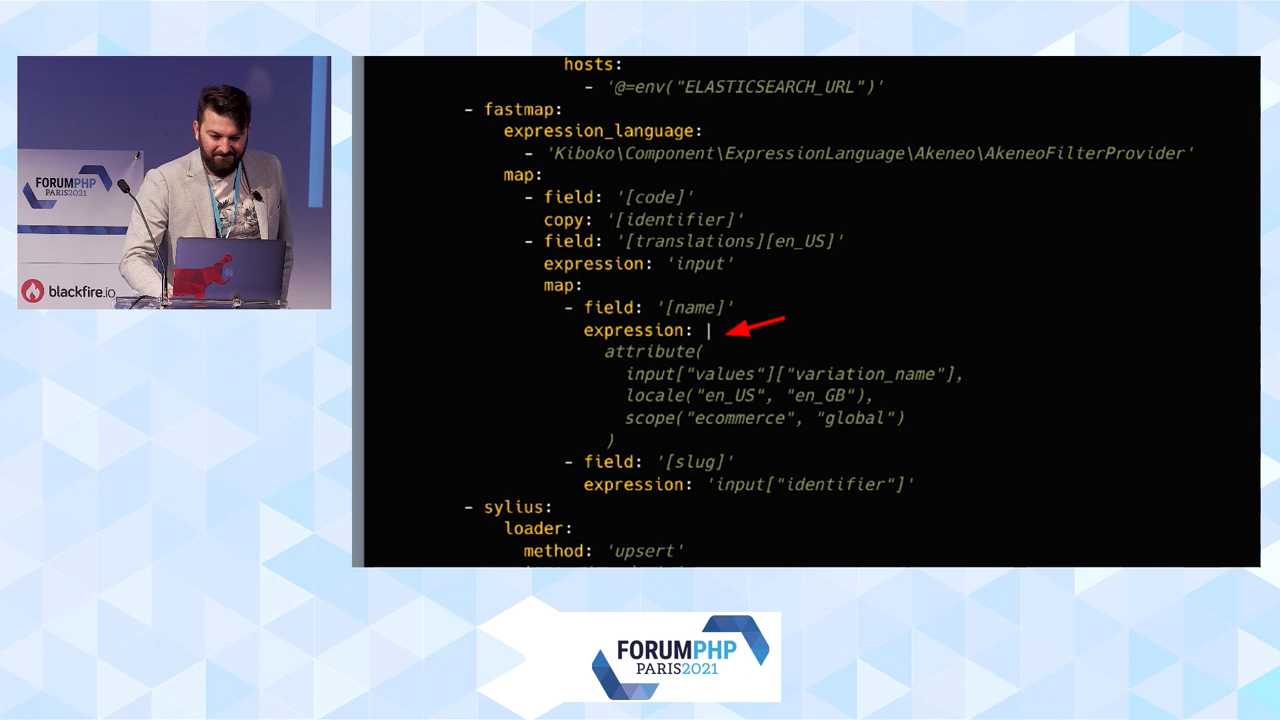 FORUMPHP
PARIS2021
blackfire.io
hosts:
- '@=env("ELASTICSEARCH_URL")'
- fastmap:
expression_language:
- 'Kiboko\Component\ExpressionLanguage\Akeneo\AkeneoFilterProvider'
map:
- field: '[code]'
copy: '[identifier]'
- field: '[translations][en_US]'
expression: 'input'
map:
- field: '[name]'
expression: |
attribute(
input["values"]["variation_name"],
locale("en_US", "en_GB"),
scope("ecommerce", "global")
)
- field: '[slug]'
expression: 'input["identifier"]'
- sylius:
loader:
method: 'upsert'
FORUMPHP
PARIS2021